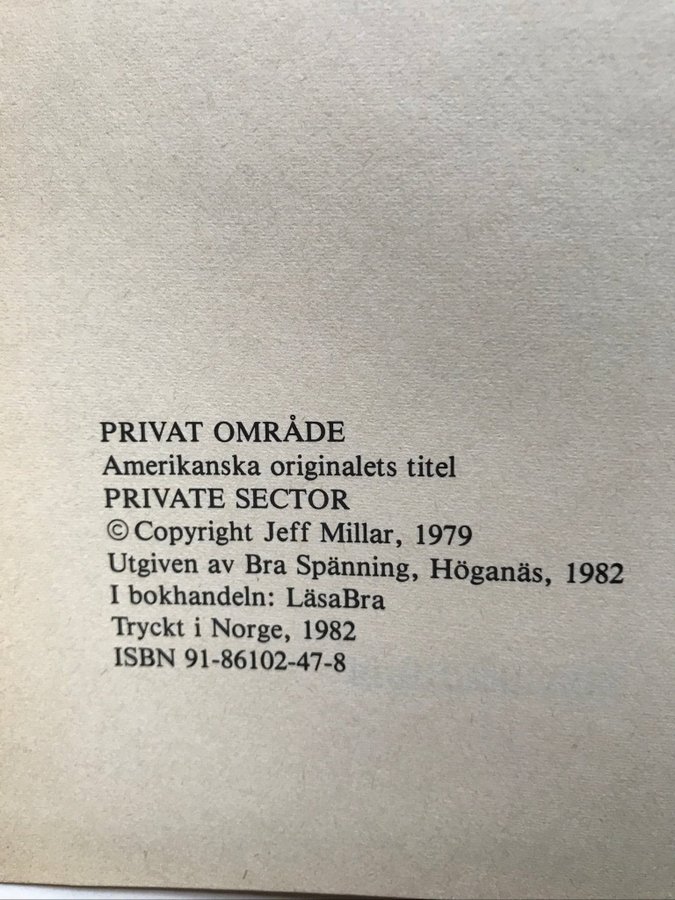 PRIVAT OMRÅDE
Amerikanska originalets titel
PRIVATE SECTOR
© Copyright Jeff Millar, 1979
Utgiven av Bra Spänning, Höganäs, 1982
I bokhandeln: LäsaBra
Tryckt i Norge, 1982
ISBN 91-86102-47-8